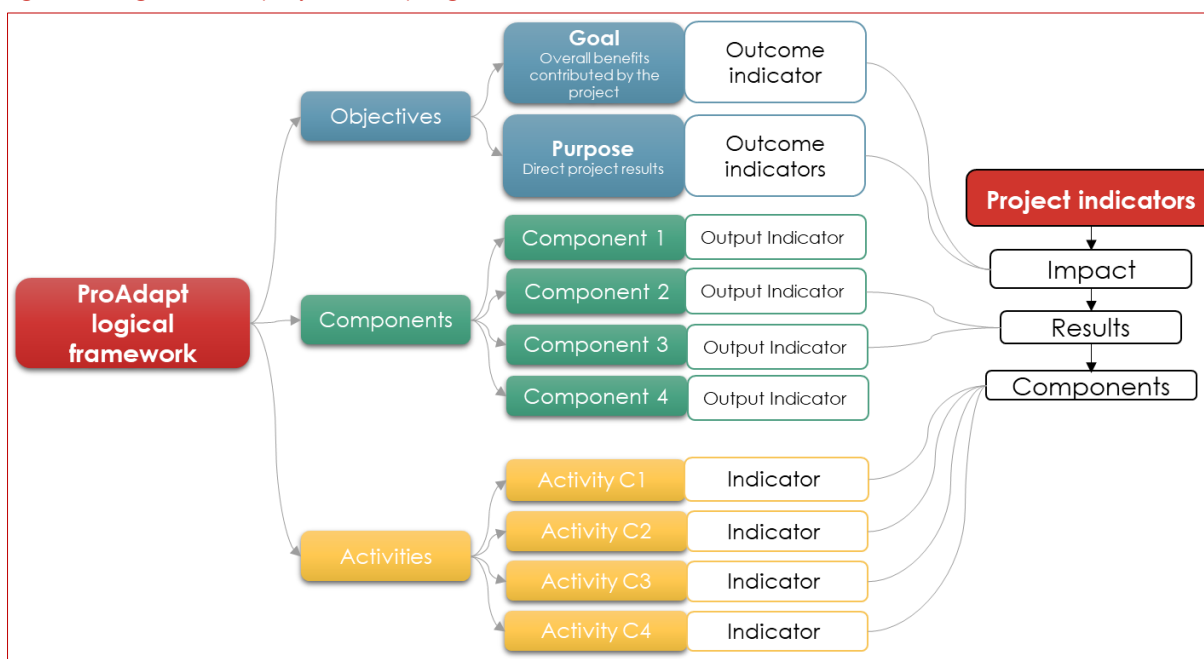 Goal
Overall benefits
contributed by the
project
Outcome
indicator
Objectives
Purpose
Direct project results
Outcome
indicators
Project indicators
Component 1
Output Indicator
Impact
ProAdapt
logical
framework
Components
Component 2
Output Indicator
Results
Component 3
Output Indicator
Components
Component 4
Output Indicator
Activity C1
Indicator
Activities
Activity C2
Indicator
Activity C3
Indicator
Activity C4
Indicator